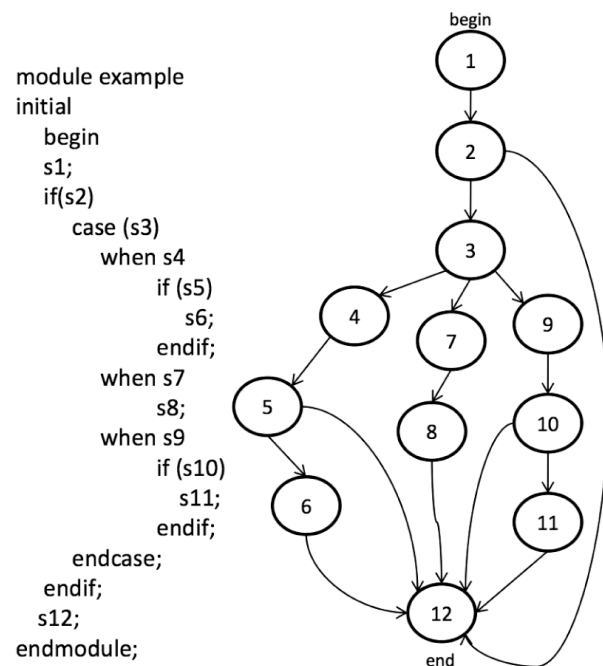 module example
initial
begin
s1;
if(s2)
case (s3)
when s4
if (s5)
s6;
endif;
when s7
s8;
when s9
if (s10)
s11;
endif;
endcase;
endif;
s12;
endmodule;
begin
1
2
3
4
7
9
5
8
10
6
11
12
end